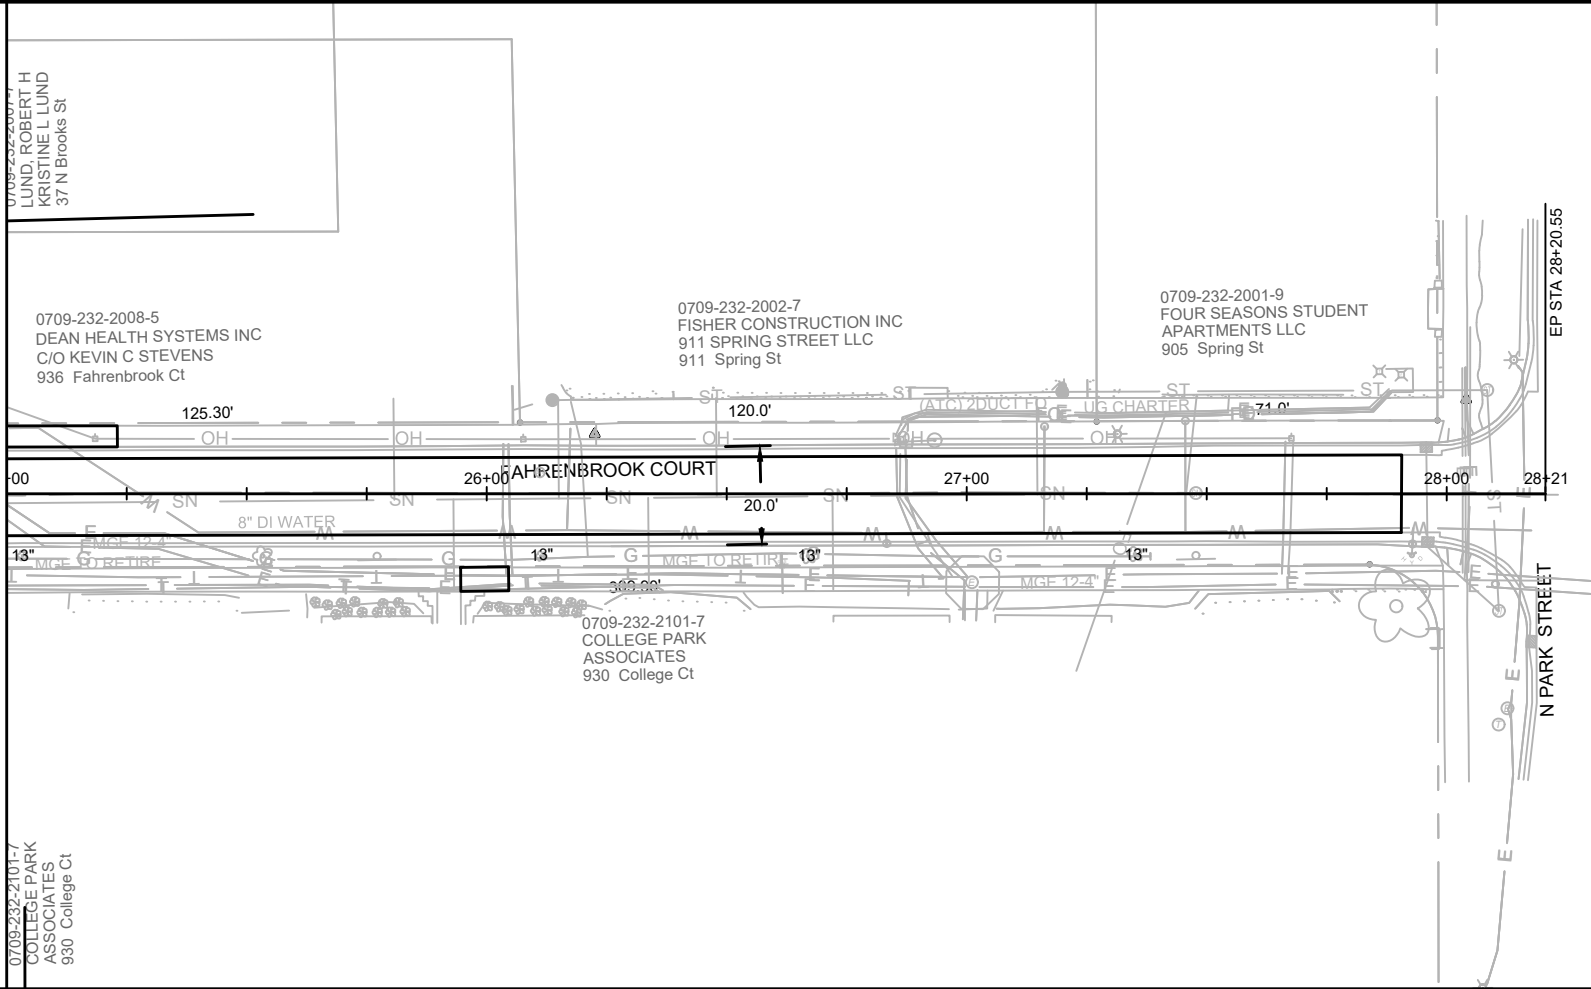 LUND, ROBERT H
KRISTINE L LUND
37 N Brooks St
0709-232-2008-5
DEAN HEALTH SYSTEMS INC
C/O KEVIN C STEVENS
936 Fahrenbrook Ct
0709-232-2002-7
FISHER CONSTRUCTION INC
911 SPRING STREET LLC
911 Spring St
0709-232-2001-9
FOUR SEASONS STUDENT
APARTMENTS LLC
905 Spring St
EP STA 28+20.55
ST ST ST ST
(ATC) 2DUCT FO UG CHARTER
125.30' 120.0' 71.0'
OH OH OH OH OH
FAHRENBROOK COURT
+00 26+00 27+00 28+00 28+21
SN SN SN SN SN
20.0'
ST
8" DI WATER
W W W W W W
MGE 12-4"
13" 13" 13" 13"
G G G G
MGE TO RETIRE MGE TO RETIRE
MGE 12-4"
0709-232-2101-7
COLLEGE PARK
ASSOCIATES
930 College Ct
N PARK STREET
E E E
0709-232-2101-7
COLLEGE PARK
ASSOCIATES
930 College Ct